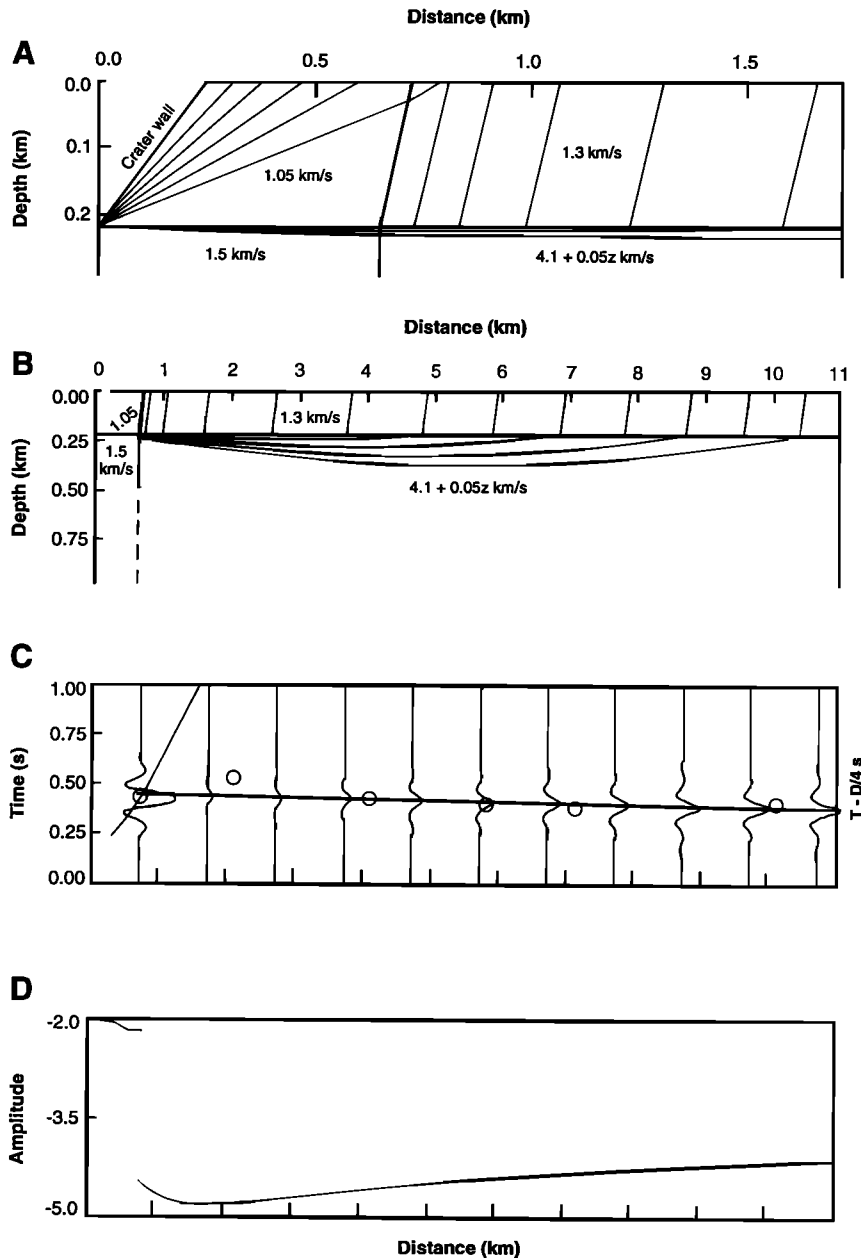 Distance (km)
A
0.0 0.5 1.0 1.5
0.0
0.1
0.2
Depth (km)
Crater wall
1.05 km/s
1.3 km/s
1.5 km/s
4.1 + 0.05z km/s
Distance (km)
B
0 1 2 3 4 5 6 7 8 9 10 11
0.00
0.25
0.50
0.75
Depth (km)
1.05
1.3 km/s
1.5
km/s
4.1 + 0.05z km/s
C
1.00
0.75
0.50
0.25
0.00
Time (s)
T - D/4 s
D
-2.0
-3.5
-5.0
Amplitude
Distance (km)